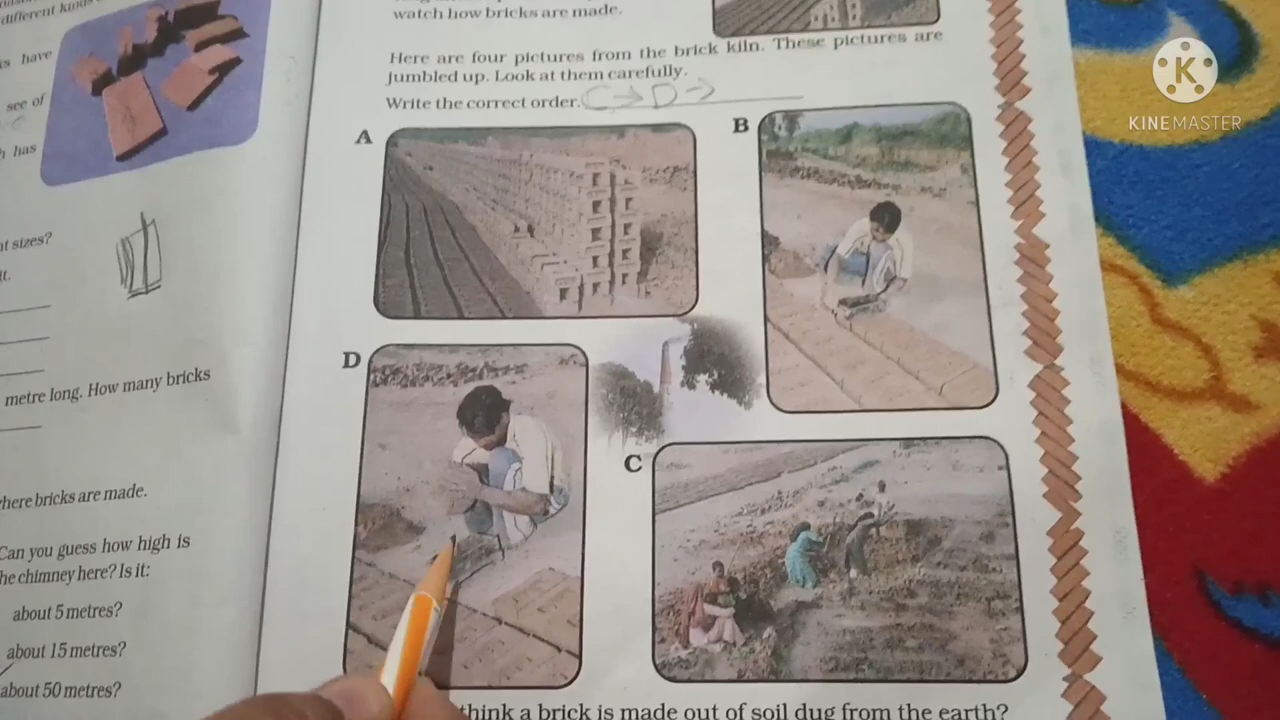 different kinds
s have
see of
has
nt sizes?
metre long. How many bricks
where bricks are made.
Can you guess how high is
he chimney here? Is it:
about 5 metres?
about 15 metres?
about 50 metres?
watch how bricks are made.
Here are four pictures from the brick kiln. These pictures are
jumbled up. Look at them carefully.
Write the correct order. C → D →
A
B
D
C
think a brick is made out of soil dug from the earth?
K
KINEMASTER